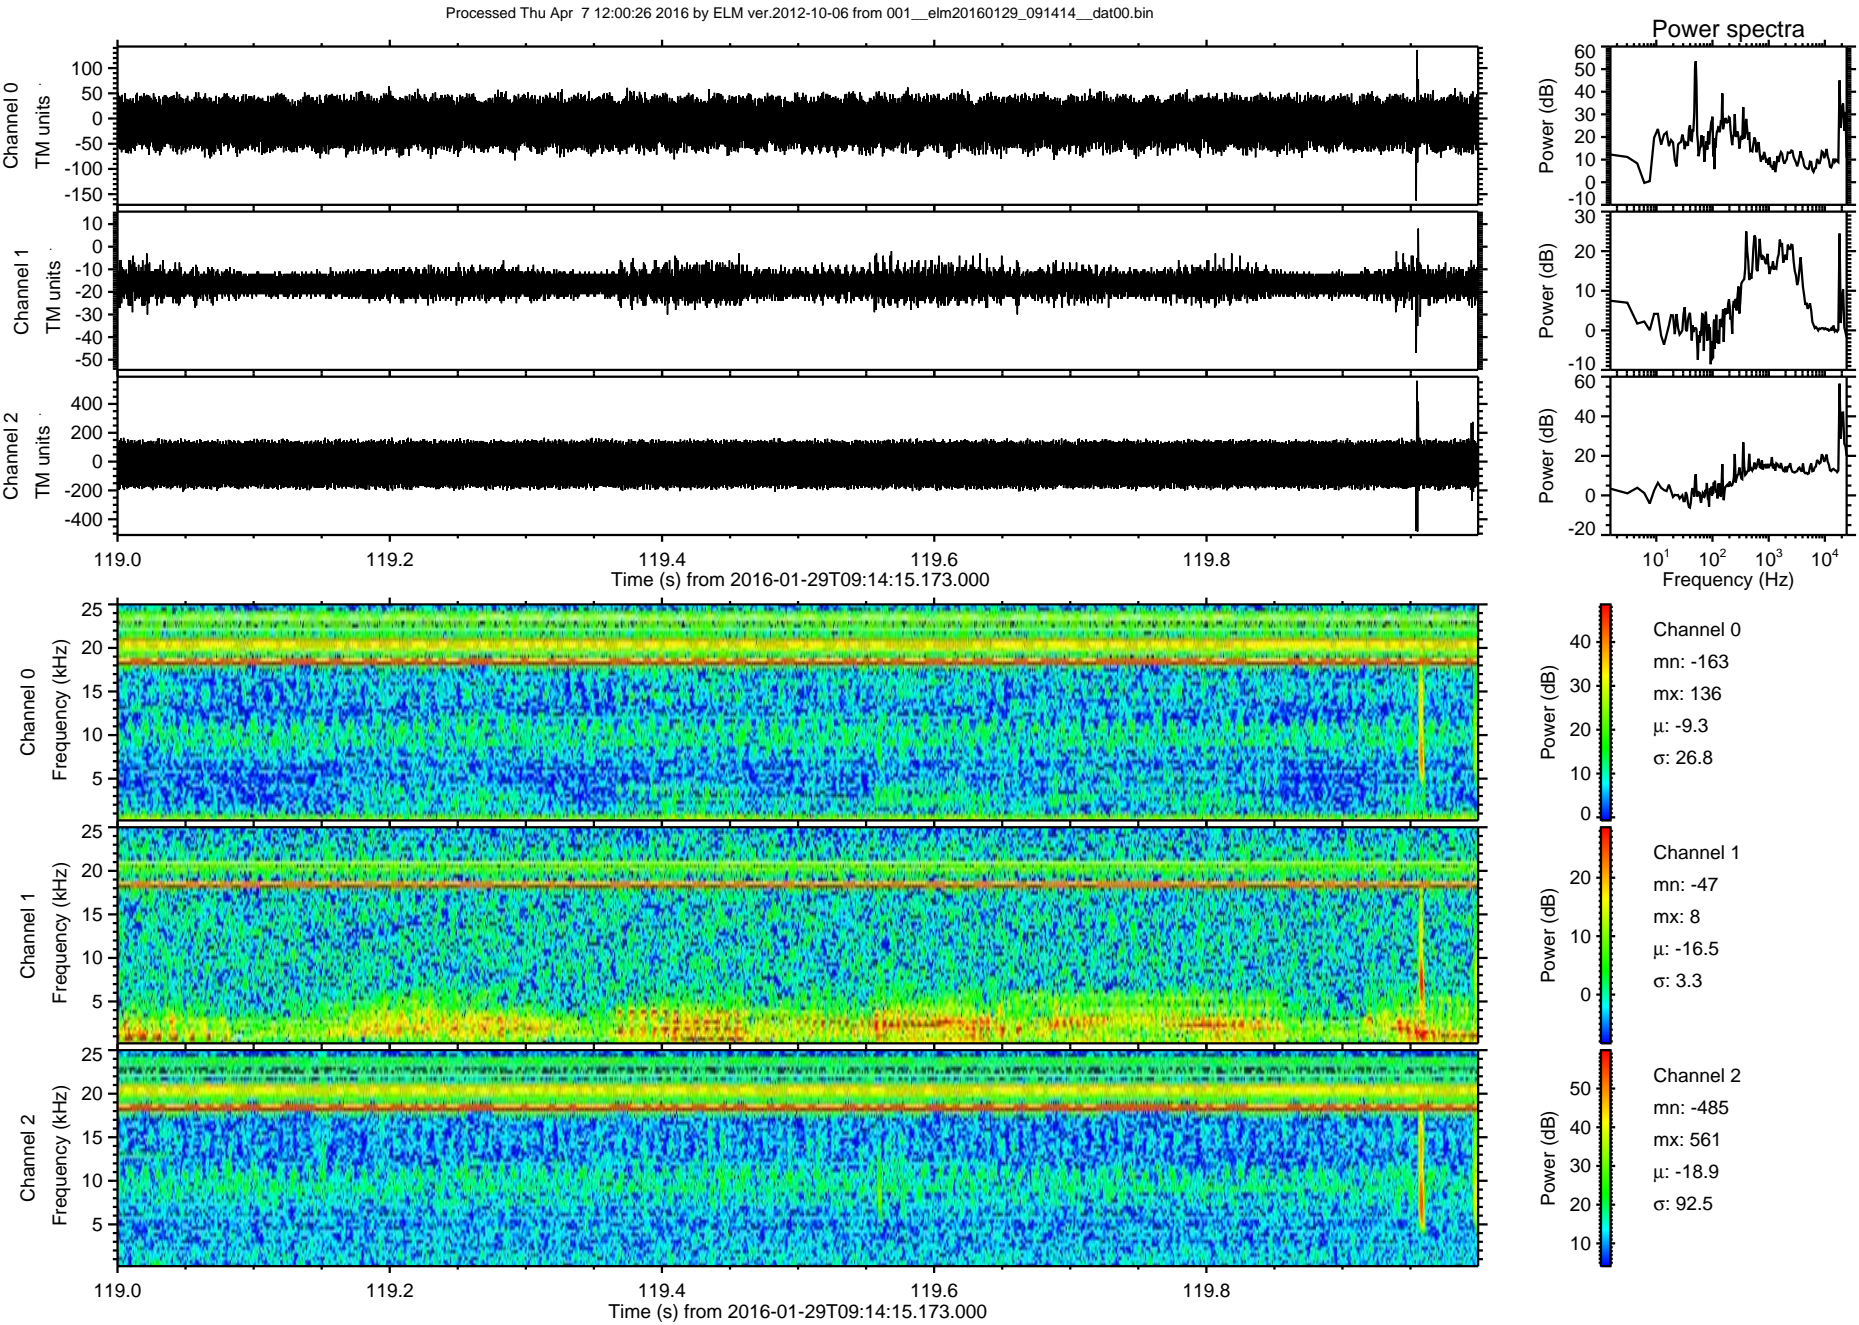 Processed Thu Apr  7 12:00:26 2016 by ELM ver.2012-10-06 from 001__elm20160129_091414__dat00.bin
Power spectra
Channel 0
TM units
100
50
0
-50
-100
-150
Power (dB)
60
50
40
30
20
10
0
-10
Channel 1
TM units
10
0
-10
-20
-30
-40
-50
Power (dB)
30
20
10
0
-10
Channel 2
TM units
400
200
0
-200
-400
Power (dB)
60
40
20
0
-20
119.0 119.2 119.4 119.6 119.8
Time (s) from 2016-01-29T09:14:15.173.000
10^1 10^2 10^3 10^4
Frequency (Hz)
Channel 0
Frequency (kHz)
25
20
15
10
5
Power (dB)
40
30
20
10
0
Channel 0
mn: -163
mx: 136
μ: -9.3
σ: 26.8
Channel 1
Frequency (kHz)
25
20
15
10
5
Power (dB)
20
10
0
Channel 1
mn: -47
mx: 8
μ: -16.5
σ: 3.3
Channel 2
Frequency (kHz)
25
20
15
10
5
Power (dB)
50
40
30
20
10
Channel 2
mn: -485
mx: 561
μ: -18.9
σ: 92.5
119.0 119.2 119.4 119.6 119.8
Time (s) from 2016-01-29T09:14:15.173.000